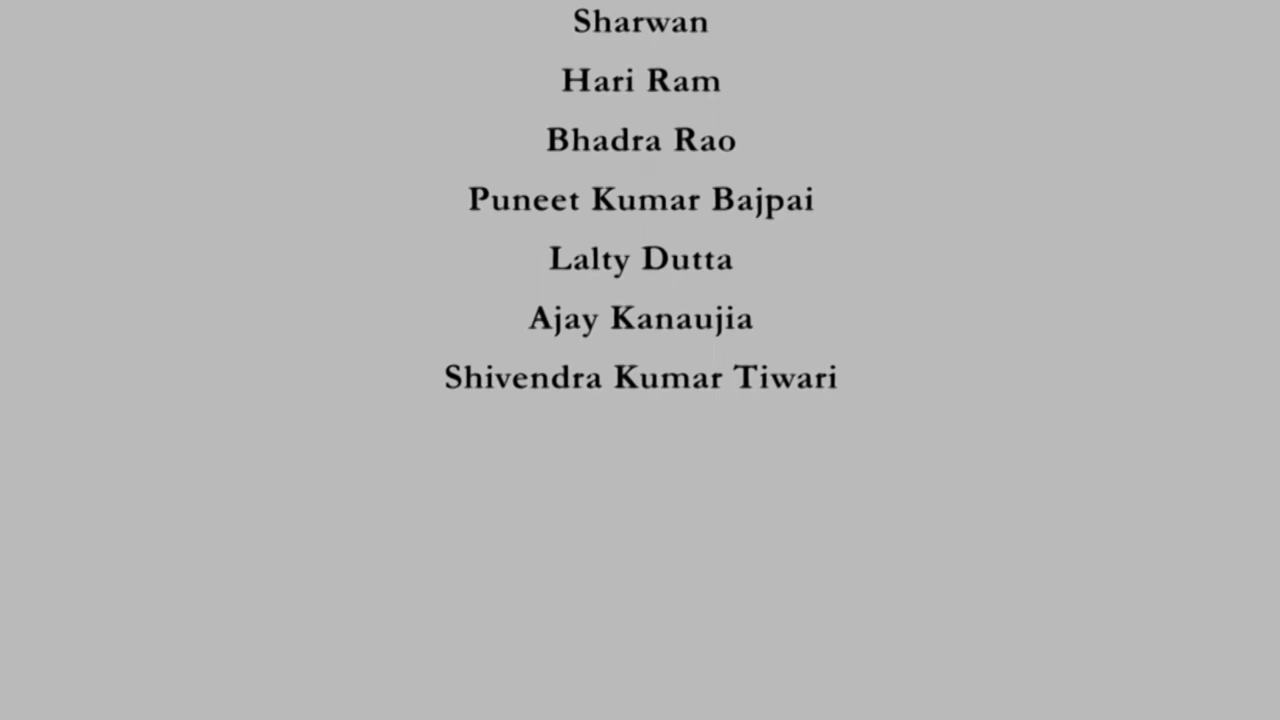 Sharwan
Hari Ram
Bhadra Rao
Puneet Kumar Bajpai
Lalty Dutta
Ajay Kanaujia
Shivendra Kumar Tiwari